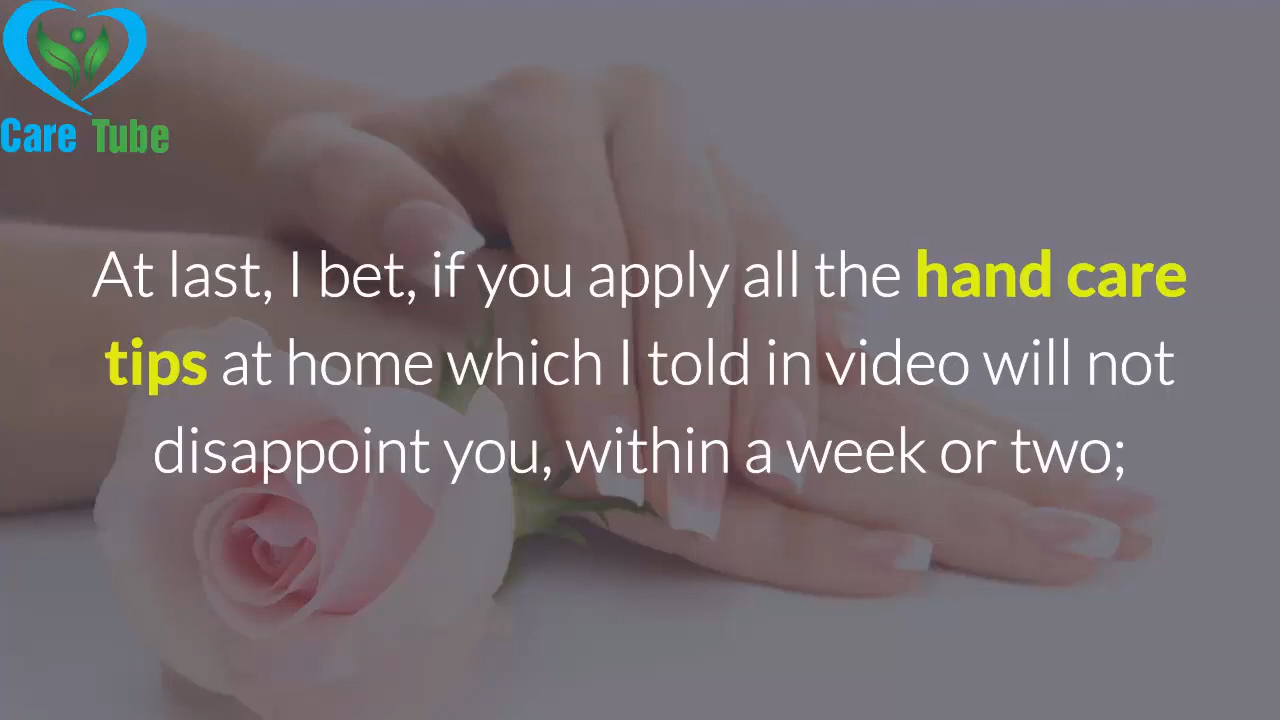 Care Tube
At last, I bet, if you apply all the hand care
tips at home which I told in video will not
disappoint you, within a week or two;